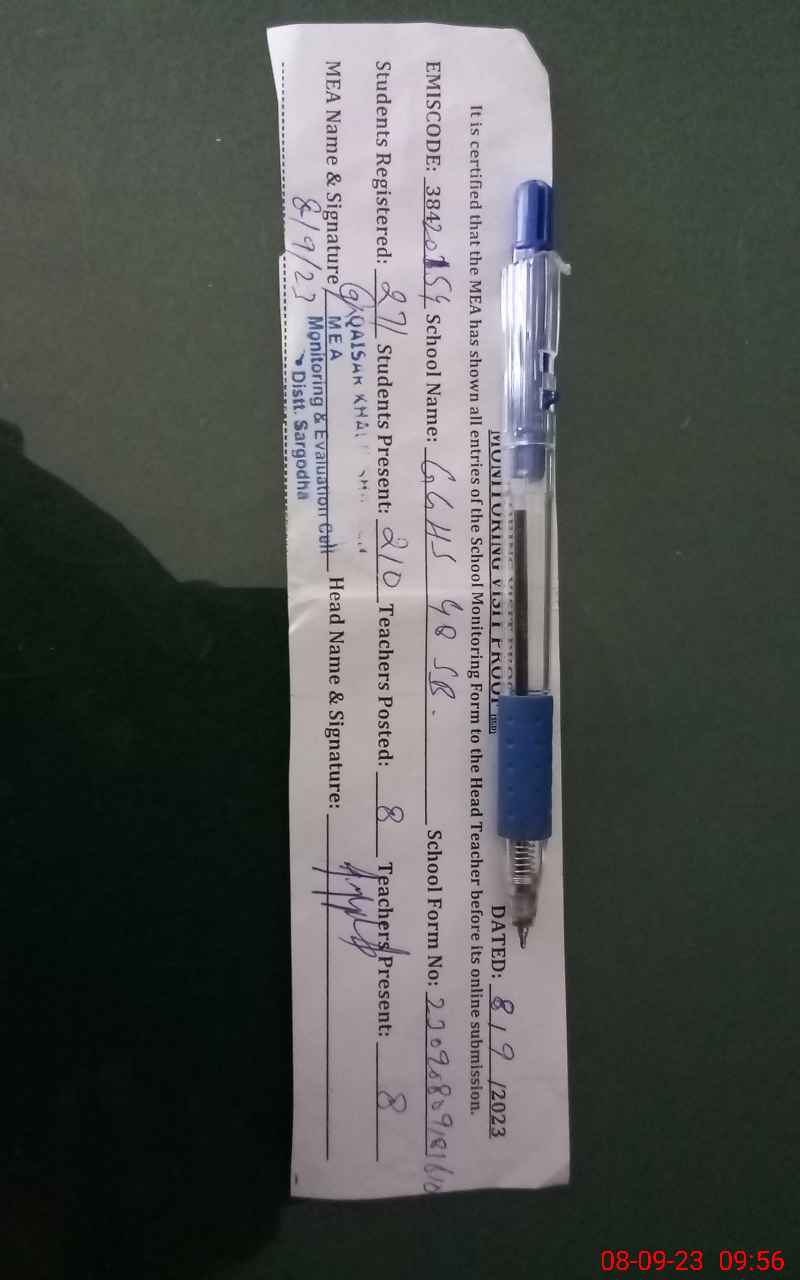 MONITORING VISIT PROOF
DATED: 8/9/2023
It is certified that the MEA has shown all entries of the School Monitoring Form to the Head Teacher before its online submission.
EMISCODE: 38420154 School Name: GGHS 48 SB. School Form No:
Students Registered: 271 Students Present: 210 Teachers Posted: 8 Teachers Present: 8
MEA Name & Signature Head Name & Signature:
QAISAR
MEA
Monitoring & Evaluation Cell
Distt. Sargodha
8/9/23
08-09-23 09:56